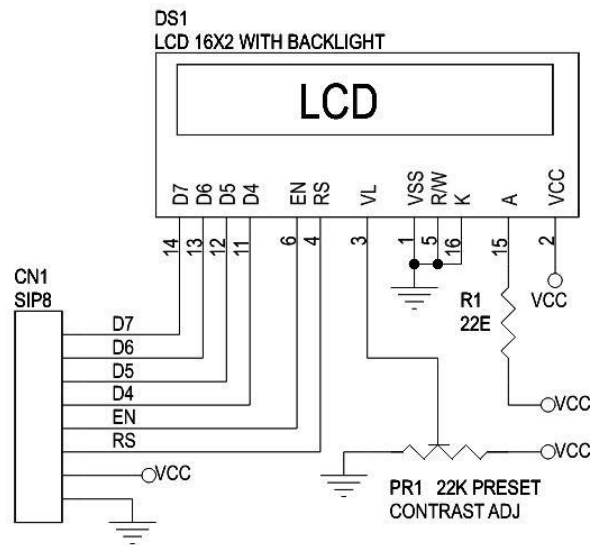 DS1
LCD 16X2 WITH BACKLIGHT
LCD
D7 D6 D5 D4 EN RS VL VSS R/W K A VCC
14 13 12 11 6 4 3 1 5 16 15 2
CN1
SIP8
R1
22E
VCC
D7
D6
D5
D4
VCC
EN
RS
VCC
VCC
PR1 22K PRESET
CONTRAST ADJ